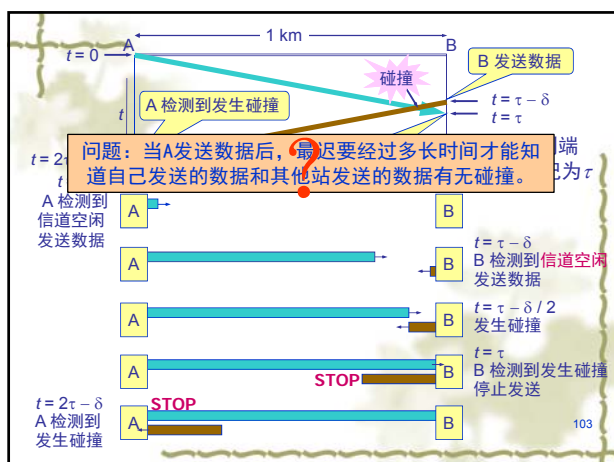 A
1 km
B
t = 0
B 发送数据
碰撞
t = τ – δ
t = τ
A 检测到发生碰撞
t
t = 2τ
问题：当A发送数据后，最迟要经过多长时间才能知
道自己发送的数据和其他站发送的数据有无碰撞。
?
端
为 τ
t
A 检测到
信道空闲
发送数据
A
B
A
B
t = τ – δ
B 检测到信道空闲
发送数据
A
B
t = τ – δ / 2
发生碰撞
A
B
STOP
t = τ
B 检测到发生碰撞
停止发送
t = 2τ – δ
A 检测到
发生碰撞
STOP
A
B
103